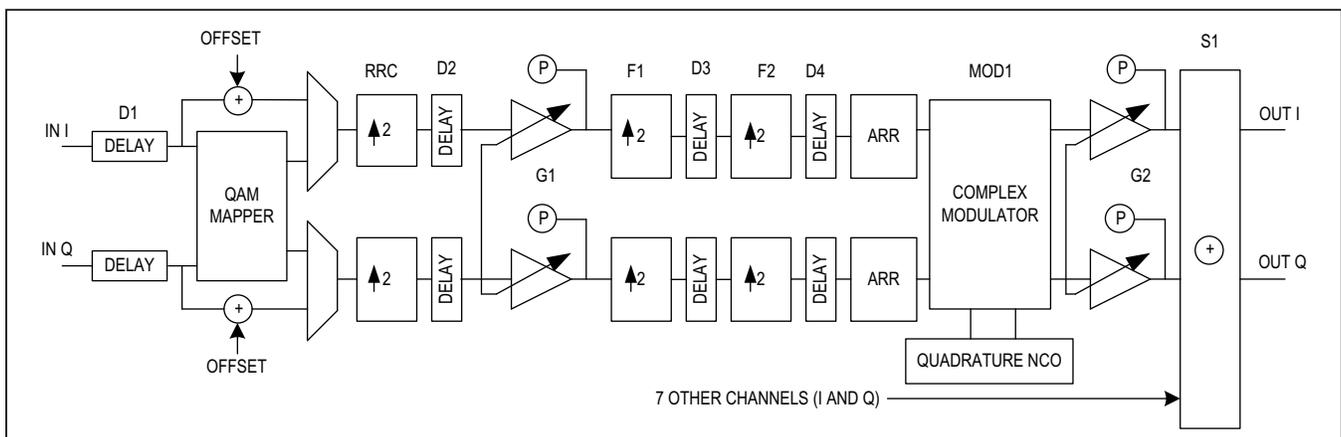 OFFSET
S1
RRC
D2
P
F1
D3
F2
D4
MOD1
P
D1
+
IN I
DELAY
2
DELAY
2
DELAY
2
DELAY
ARR
OUT I
QAM
MAPPER
G1
COMPLEX
MODULATOR
G2
P
P
IN Q
DELAY
+
OUT Q
2
DELAY
2
DELAY
2
DELAY
ARR
+
OFFSET
QUADRATURE NCO
7 OTHER CHANNELS (I AND Q)